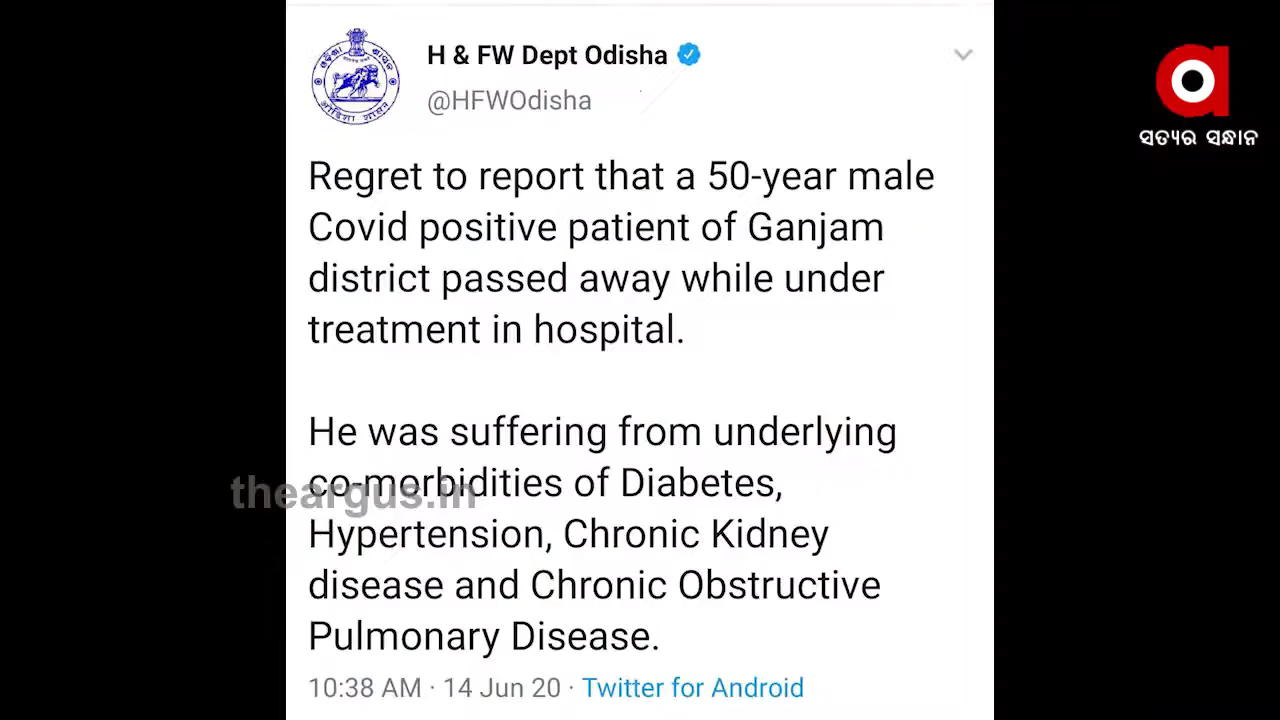 H & FW Dept Odisha
@HFWOdisha
ସତ୍ୟର ସନ୍ଧାନ
Regret to report that a 50-year male
Covid positive patient of Ganjam
district passed away while under
treatment in hospital.
He was suffering from underlying
co-morbidities of Diabetes,
theargus.in
Hypertension, Chronic Kidney
disease and Chronic Obstructive
Pulmonary Disease.
10:38 AM · 14 Jun 20 · Twitter for Android